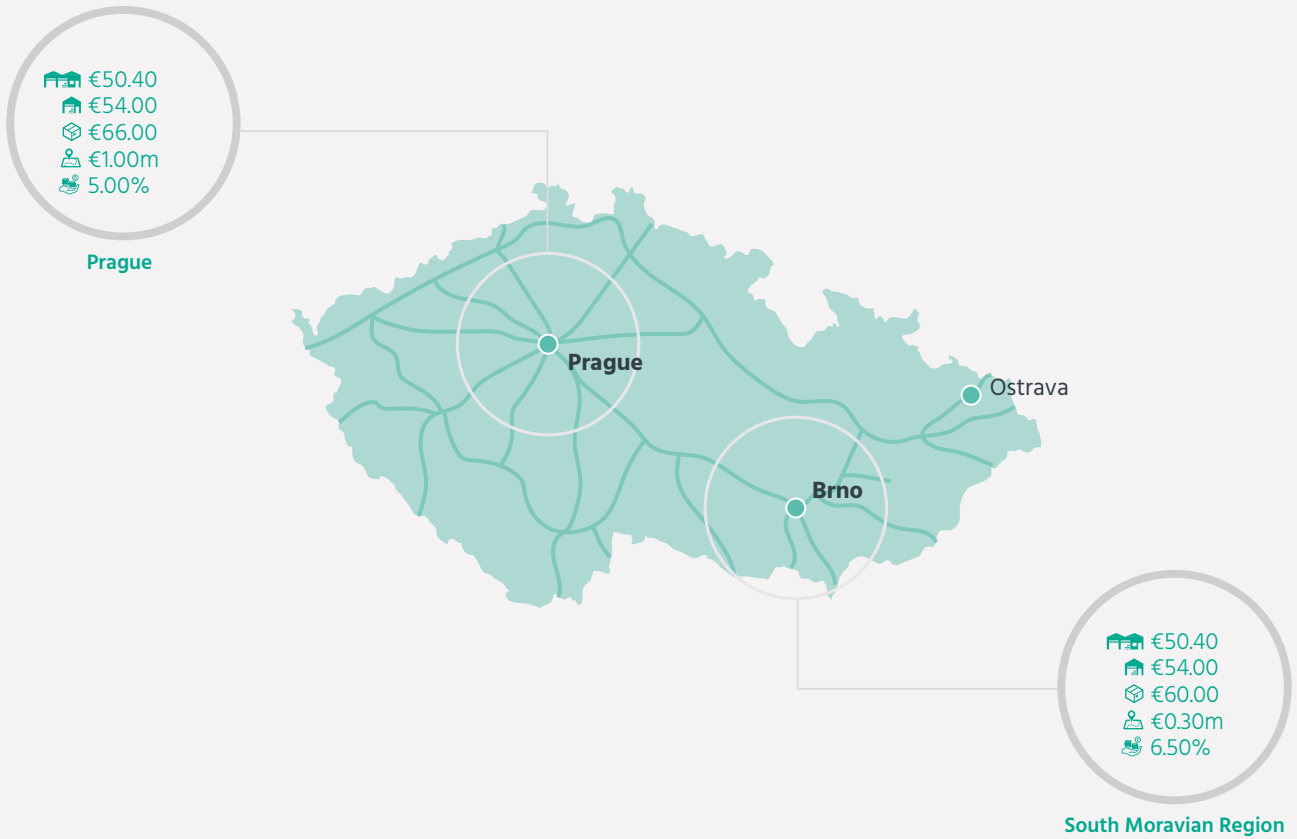 €50.40
€54.00
€66.00
€1.00m
5.00%
Prague
Prague
Ostrava
Brno
€50.40
€54.00
€60.00
€0.30m
6.50%
South Moravian Region